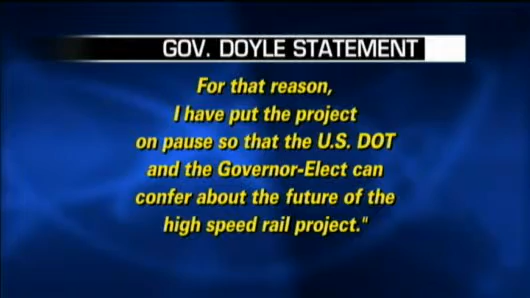 GOV. DOYLE STATEMENT
For that reason,
I have put the project
on pause so that the U.S. DOT
and the Governor-Elect can
confer about the future of the
high speed rail project."